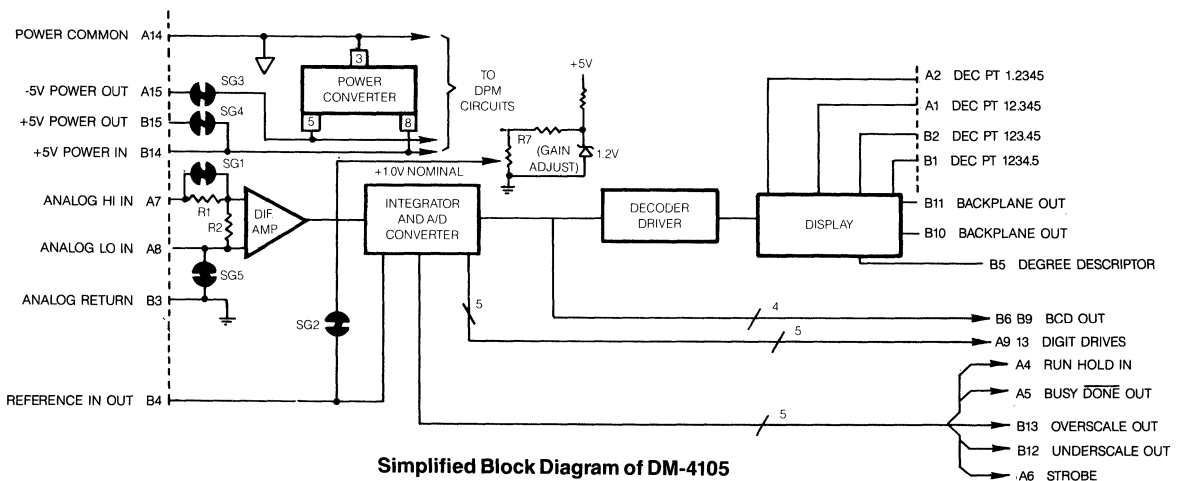 POWER COMMON A14
-5V POWER OUT A15
+5V POWER OUT B15
+5V POWER IN B14
ANALOG HI IN A7
ANALOG LO IN A8
ANALOG RETURN B3
REFERENCE IN OUT B4
SG3
SG4
SG1
R1
R2
SG5
SG2
3
POWER
CONVERTER
5
8
TO
DPM
CIRCUITS
+5V
R7
(GAIN
ADJUST)
1.2V
+1.0V NOMINAL
DIF.
AMP
INTEGRATOR
AND A/D
CONVERTER
DECODER
DRIVER
DISPLAY
A2 DEC PT 1.2345
A1 DEC PT 12.345
B2 DEC PT 123.45
B1 DEC PT 1234.5
B11 BACKPLANE OUT
B10 BACKPLANE OUT
B5 DEGREE DESCRIPTOR
4
B6 B9 BCD OUT
5
5
A9 13 DIGIT DRIVES
A4 RUN HOLD IN
A5 BUSY DONE OUT
5
B13 OVERSCALE OUT
B12 UNDERSCALE OUT
A6 STROBE
Simplified Block Diagram of DM-4105